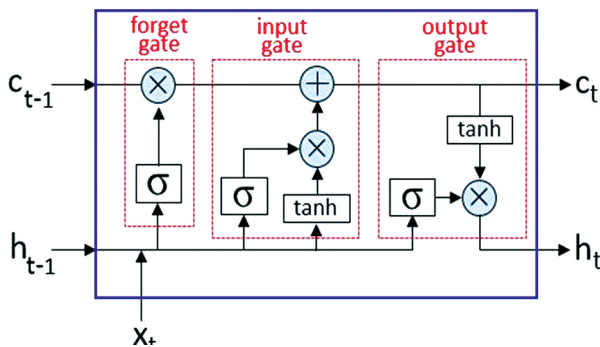 forget
gate
input
gate
output
gate
c t-1
× + c t
tanh
×
σ σ tanh σ ×
h t-1
h t
x t